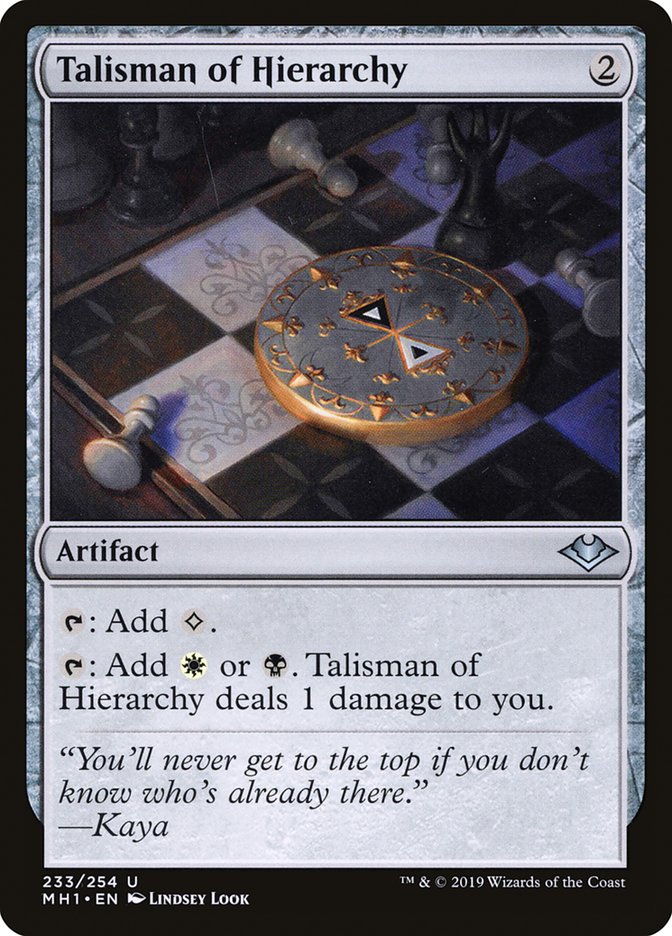 Talisman of Hierarchy 2
Artifact
: Add .
: Add or . Talisman of
Hierarchy deals 1 damage to you.
“You’ll never get to the top if you don’t
know who’s already there.”
—Kaya
233/254 U
MH1 • EN Lindsey Look
™ & © 2019 Wizards of the Coast